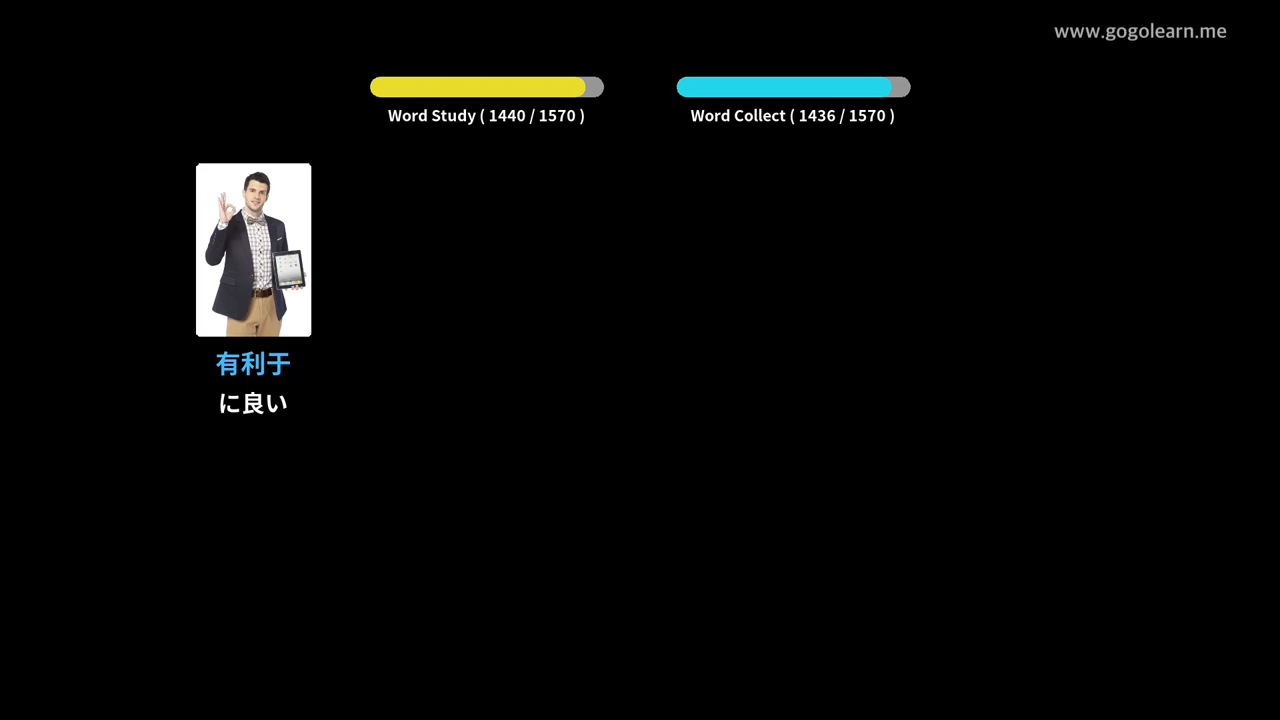 www.gogolearn.me
Word Study ( 1440 / 1570 )
Word Collect ( 1436 / 1570 )
有利于
に良い